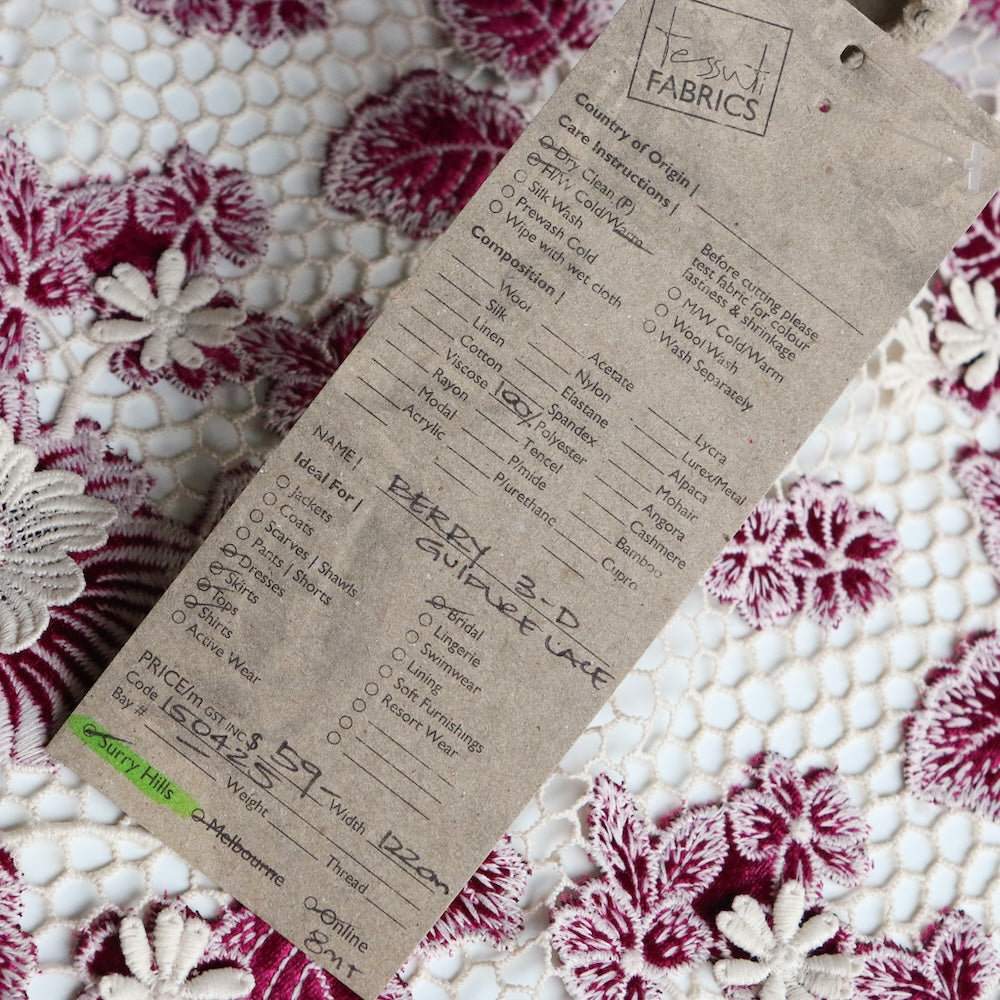 tessuti
FABRICS
Country of Origin |
Care Instructions |
Dry Clean (P)
H/W Cold/Warm
Silk Wash
Prewash Cold
Wipe with wet cloth
Before cutting please
test fabric for colour
fastness & shrinkage
M/W Cold/Warm
Wool Wash
Wash Separately
Composition |
Wool
Silk
Linen
Cotton
Viscose
Rayon
Modal
Acrylic
Acetate
Nylon
Elastane
Spandex
100% Polyester
Tencel
P/mide
P/urethane
Lycra
Lurex/Metal
Alpaca
Mohair
Angora
Cashmere
Bamboo
Cupro
NAME | BERRY 3-D
GUIPURE LACE
Ideal For |
Jackets
Coats
Scarves | Shawls
Pants | Shorts
Dresses
Skirts
Tops
Shirts
Active Wear
Bridal
Lingerie
Swimwear
Lining
Soft Furnishings
Resort Wear
PRICE/m GST INC $ 59-
Width 122cm
Code 150425
Weight
Bay #
Thread
Surry Hills
Melbourne
Online
8mt